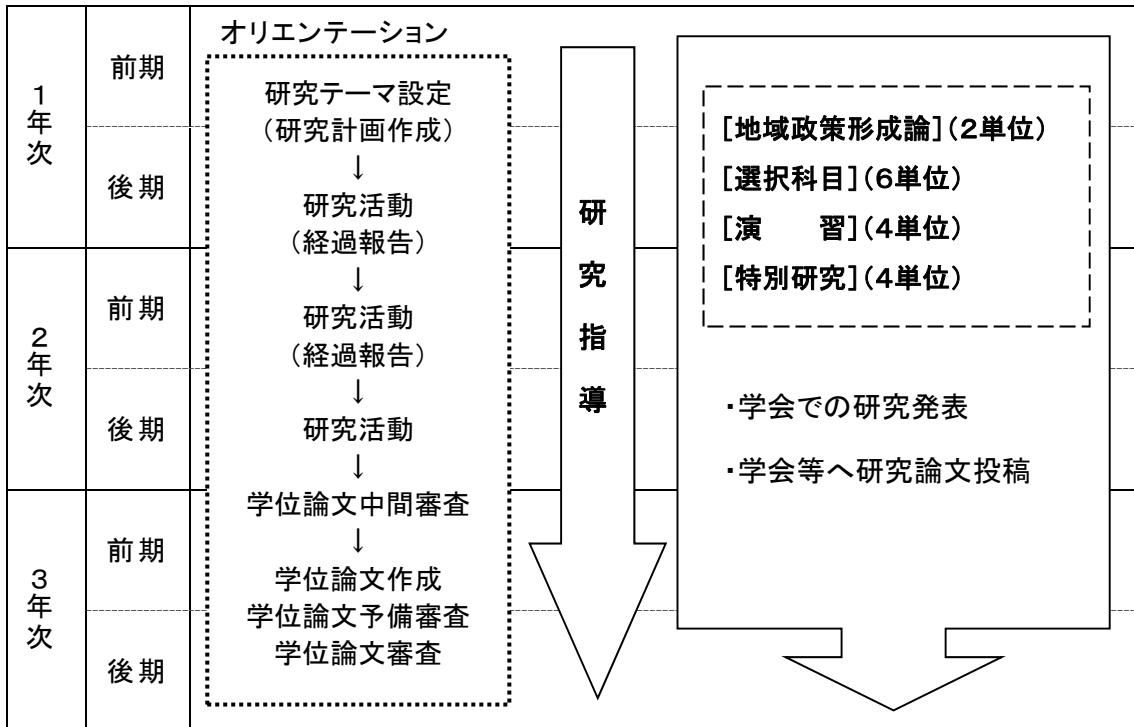 1年次
前期
後期
2年次
前期
後期
3年次
前期
後期
オリエンテーション
研究テーマ設定
(研究計画作成)
↓
研究活動
(経過報告)
↓
研究活動
(経過報告)
↓
研究活動
↓
学位論文中間審査
↓
学位論文作成
学位論文予備審査
学位論文審査
研究指導
[地域政策形成論](2単位)
[選択科目](6単位)
[演　　習](4単位)
[特別研究](4単位)
・学会での研究発表
・学会等へ研究論文投稿